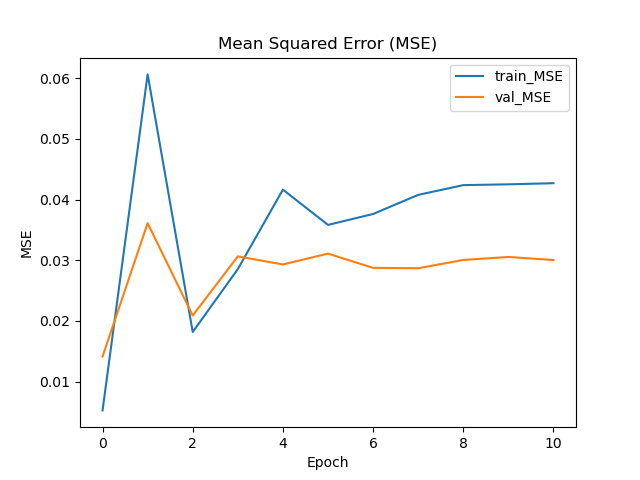 Mean Squared Error (MSE)
train_MSE
val_MSE
0.06
0.05
0.04
0.03
0.02
0.01
MSE
0 2 4 6 8 10
Epoch